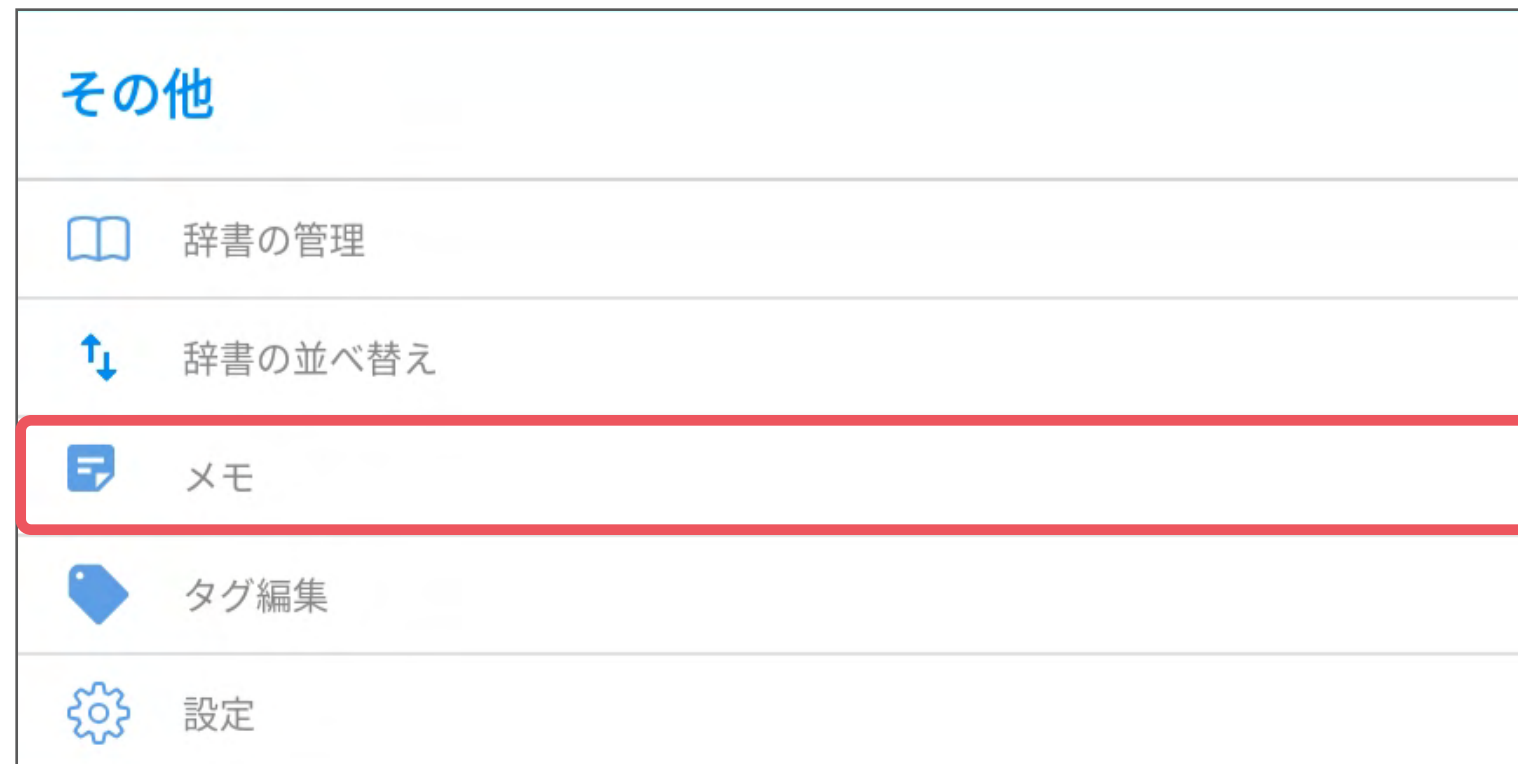 その他
辞書の管理
辞書の並べ替え
メモ
タグ編集
設定